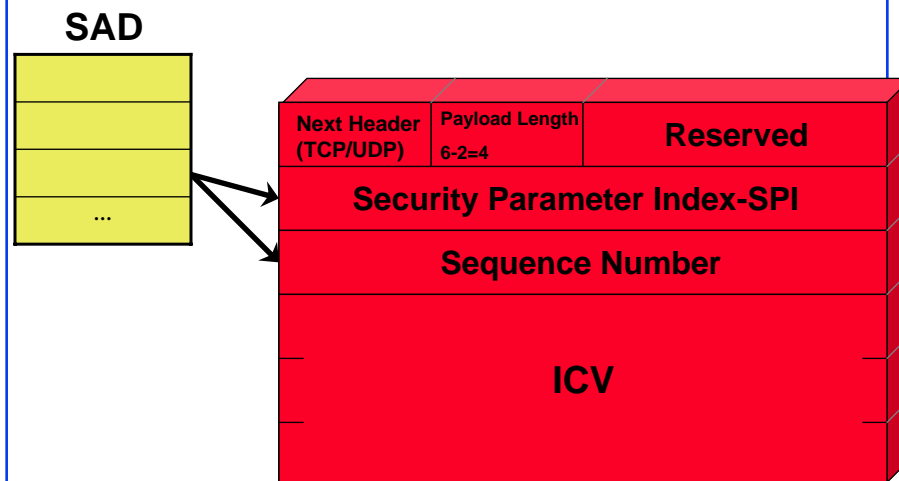 SAD
...
Next Header
(TCP/UDP)
Payload Length
6-2=4
Reserved
Security Parameter Index-SPI
Sequence Number
ICV